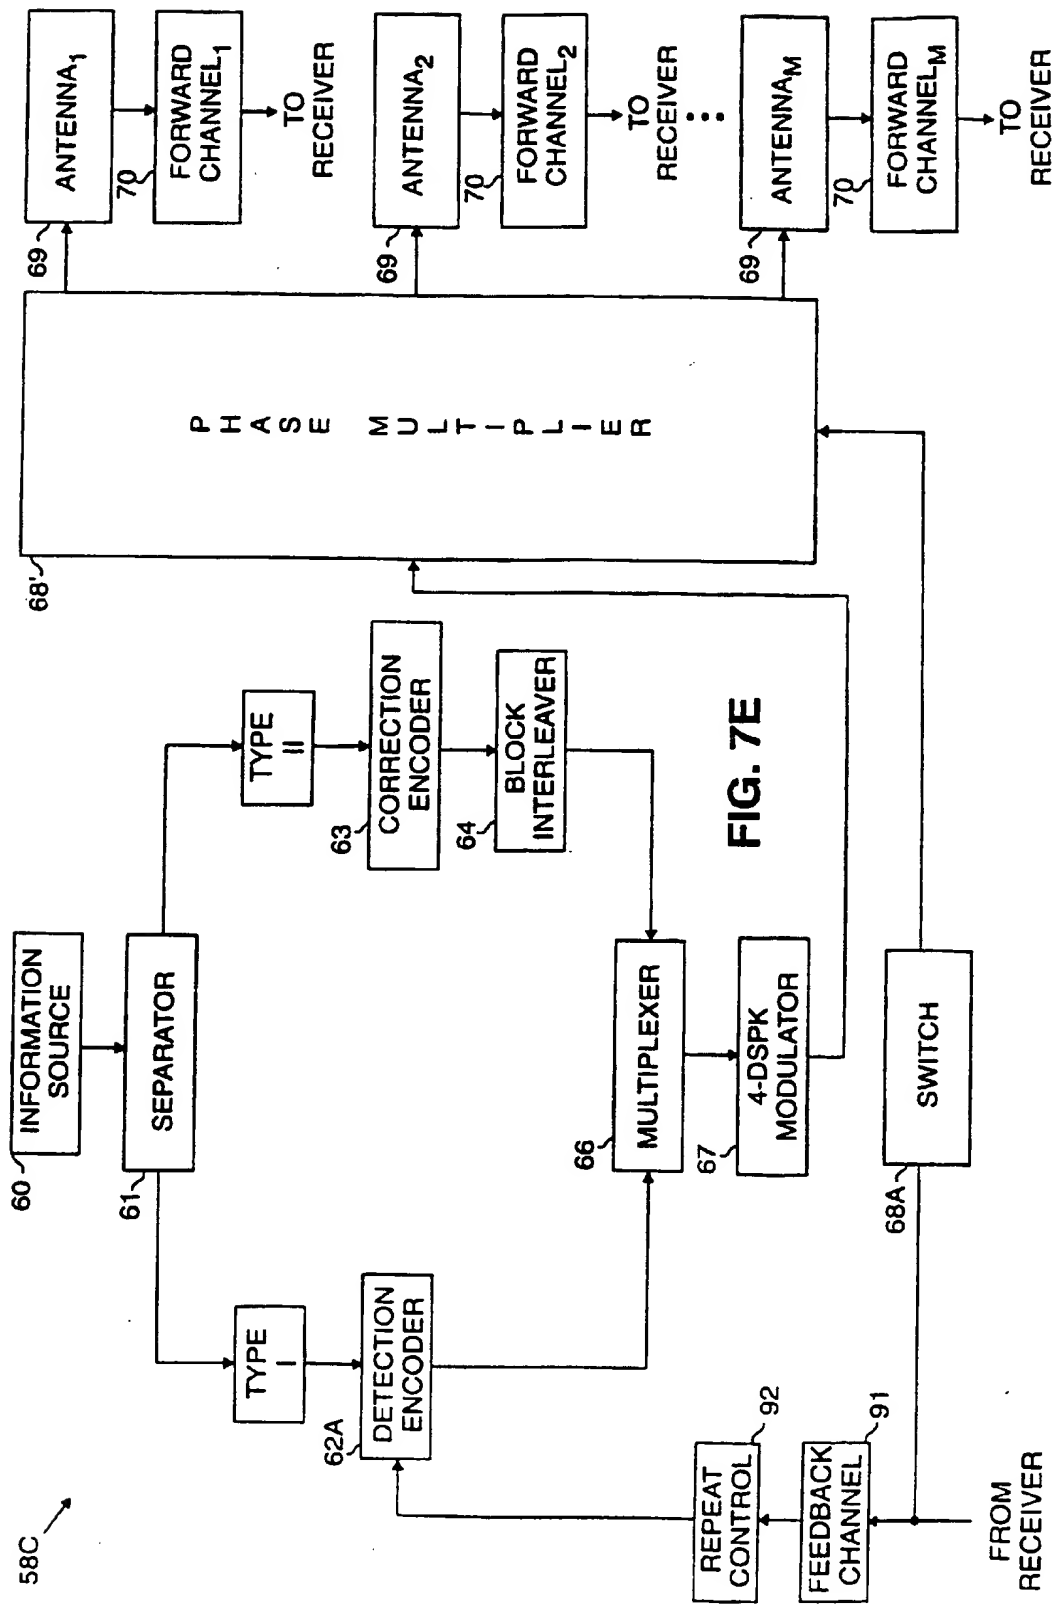 58C
60
INFORMATION
SOURCE
61
SEPARATOR
TYPE
I
TYPE
II
62A
DETECTION
ENCODER
63
CORRECTION
ENCODER
64
BLOCK
INTERLEAVER
66
MULTIPLEXER
67
4-DSPK
MODULATOR
REPEAT
CONTROL
92
FEEDBACK
CHANNEL
91
FROM
RECEIVER
68A
SWITCH
68'
PHASE MULTIPLIER
69
ANTENNA1
70
FORWARD
CHANNEL1
TO
RECEIVER
69
ANTENNA2
70
FORWARD
CHANNEL2
TO
RECEIVER
69
ANTENNAM
70
FORWARD
CHANNELM
TO
RECEIVER
FIG. 7E